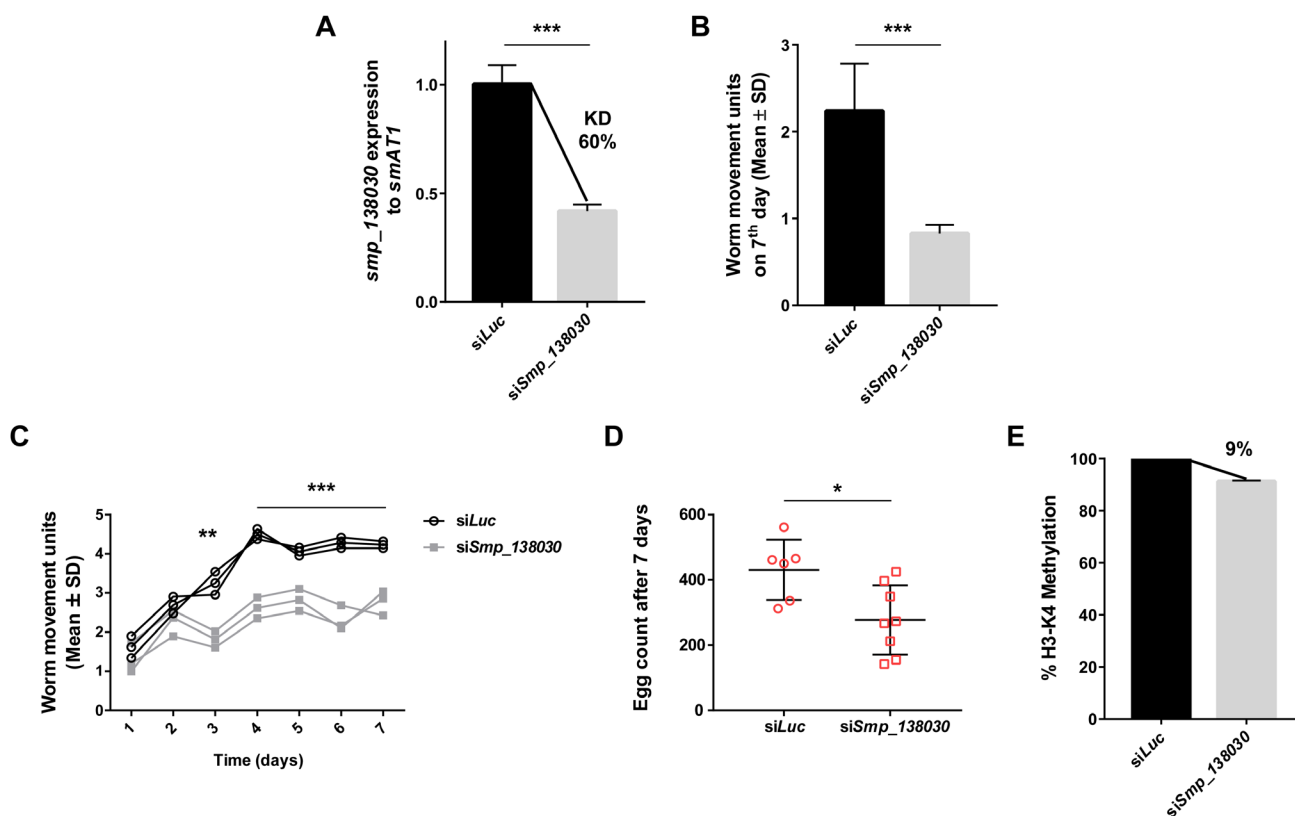 A
***
smp_138030 expression
to smAT1
1.0
0.5
0.0
KD
60%
siLuc
siSmp_138030
B
***
Worm movement units
on 7th day (Mean ± SD)
3
2
1
0
siLuc
siSmp_138030
C
Worm movement units
(Mean ± SD)
5
4
3
2
1
0
**
***
1
2
3
4
5
6
7
Time (days)
siLuc
siSmp_138030
D
*
Egg count after 7 days
600
400
200
0
siLuc
siSmp_138030
E
9%
% H3-K4 Methylation
100
80
60
40
20
0
siLuc
siSmp_138030